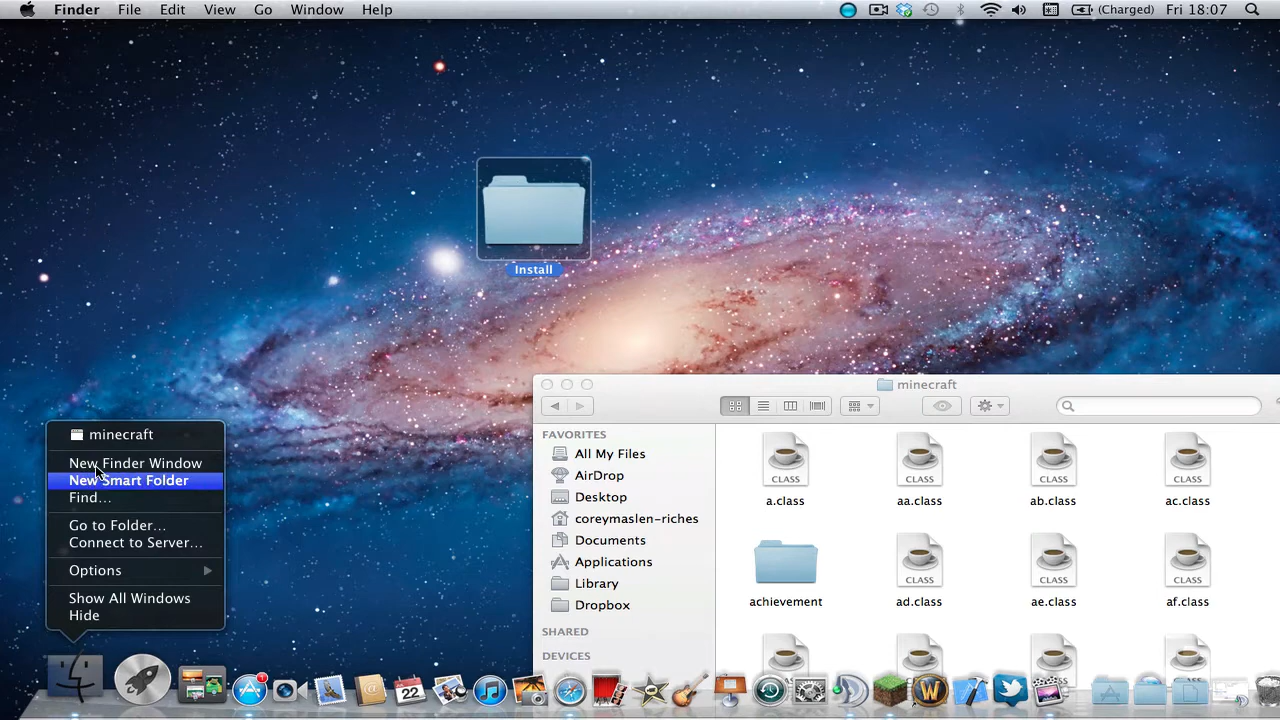 Finder File Edit View Go Window Help (Charged) Fri 18:07
Install
minecraft
New Finder Window
New Smart Folder
Find...
Go to Folder...
Connect to Server...
Options
Show All Windows
Hide
minecraft
FAVORITES
All My Files
AirDrop
Desktop
coreymaslen-riches
Documents
Applications
Library
Dropbox
SHARED
DEVICES
CLASS CLASS CLASS CLASS
a.class aa.class ab.class ac.class
CLASS CLASS CLASS
achievement ad.class ae.class af.class
1
22